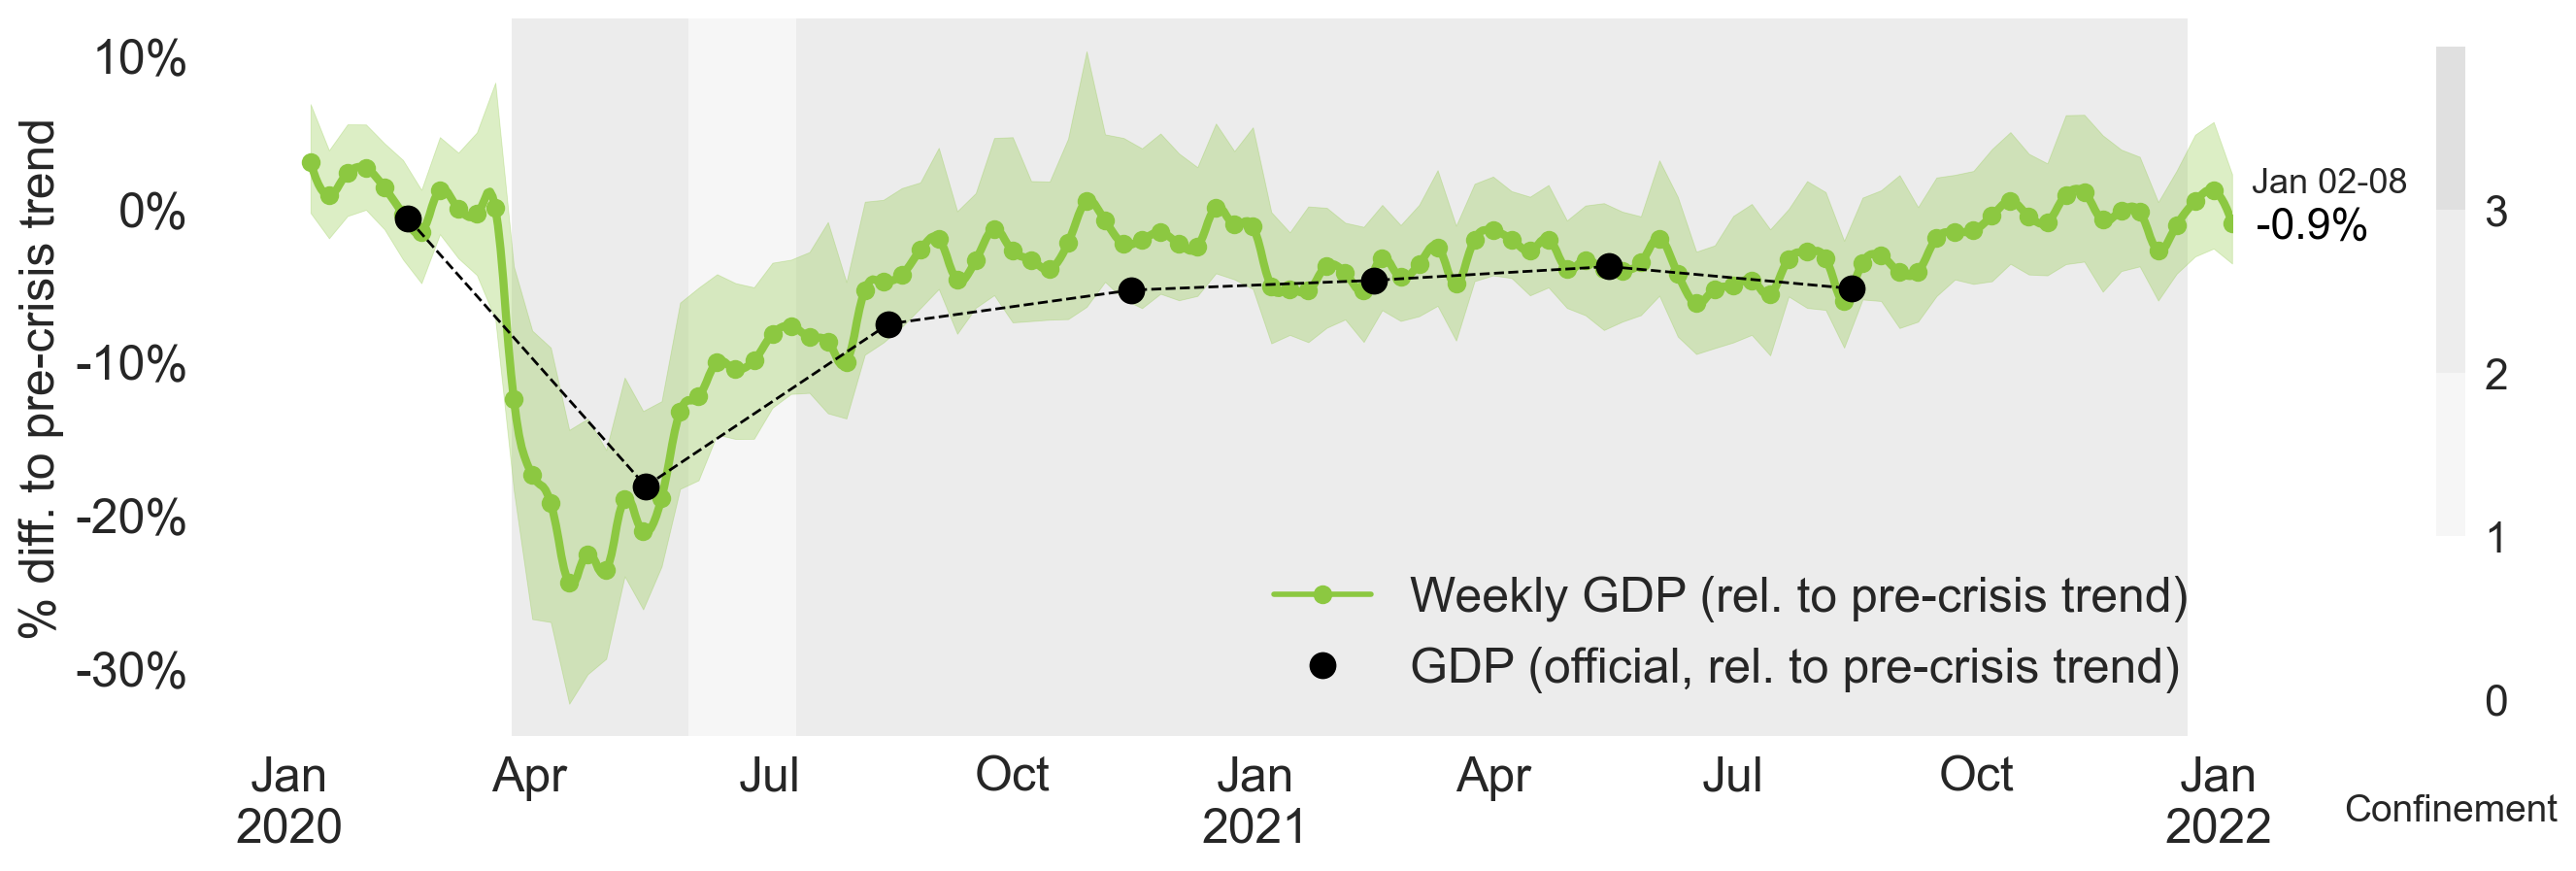 % diff. to pre-crisis trend
10%
0%
-10%
-20%
-30%
Jan 02-08
-0.9%
Weekly GDP (rel. to pre-crisis trend)
GDP (official, rel. to pre-crisis trend)
Jan
2020
Apr
Jul
Oct
Jan
2021
Apr
Jul
Oct
Jan
2022
3
2
1
0
Confinement